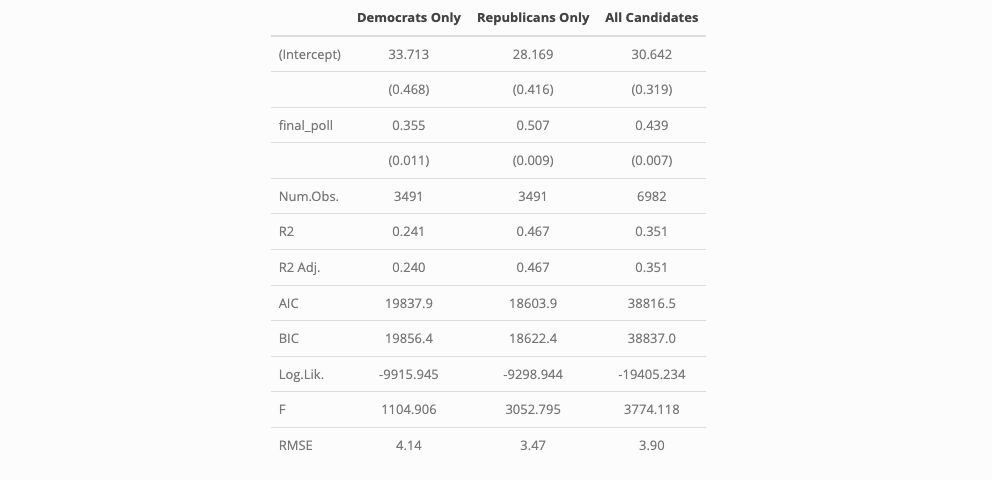 Democrats Only Republicans Only All Candidates
(Intercept) 33.713 28.169 30.642
(0.468) (0.416) (0.319)
final_poll 0.355 0.507 0.439
(0.011) (0.009) (0.007)
Num.Obs. 3491 3491 6982
R2 0.241 0.467 0.351
R2 Adj. 0.240 0.467 0.351
AIC 19837.9 18603.9 38816.5
BIC 19856.4 18622.4 38837.0
Log.Lik. -9915.945 -9298.944 -19405.234
F 1104.906 3052.795 3774.118
RMSE 4.14 3.47 3.90